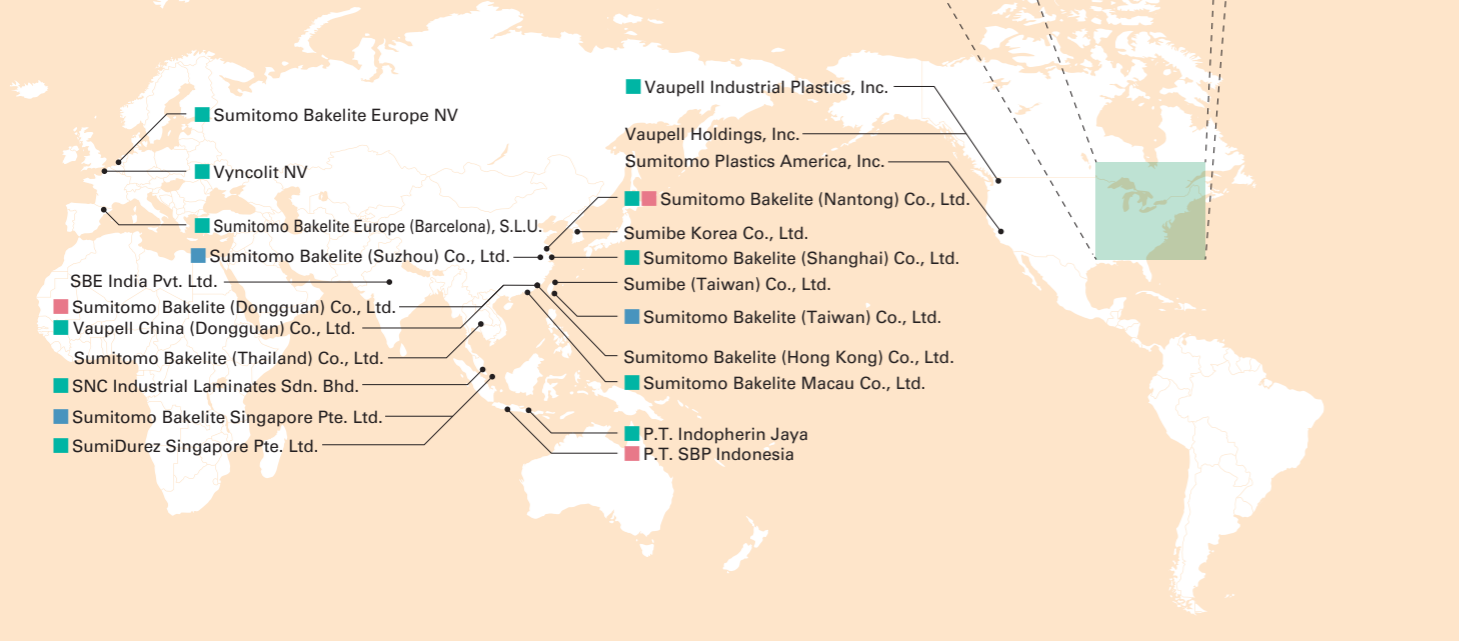 Sumitomo Bakelite Europe NV
Vyncolit NV
Sumitomo Bakelite Europe (Barcelona), S.L.U.
Sumitomo Bakelite (Suzhou) Co., Ltd.
SBE India Pvt. Ltd.
Sumitomo Bakelite (Dongguan) Co., Ltd.
Vaupell China (Dongguan) Co., Ltd.
Sumitomo Bakelite (Thailand) Co., Ltd.
SNC Industrial Laminates Sdn. Bhd.
Sumitomo Bakelite Singapore Pte. Ltd.
SumiDurez Singapore Pte. Ltd.
Vaupell Industrial Plastics, Inc.
Vaupell Holdings, Inc.
Sumitomo Plastics America, Inc.
Sumitomo Bakelite (Nantong) Co., Ltd.
Sumibe Korea Co., Ltd.
Sumitomo Bakelite (Shanghai) Co., Ltd.
Sumibe (Taiwan) Co., Ltd.
Sumitomo Bakelite (Taiwan) Co., Ltd.
Sumitomo Bakelite (Hong Kong) Co., Ltd.
Sumitomo Bakelite Macau Co., Ltd.
P.T. Indopherin Jaya
P.T. SBP Indonesia